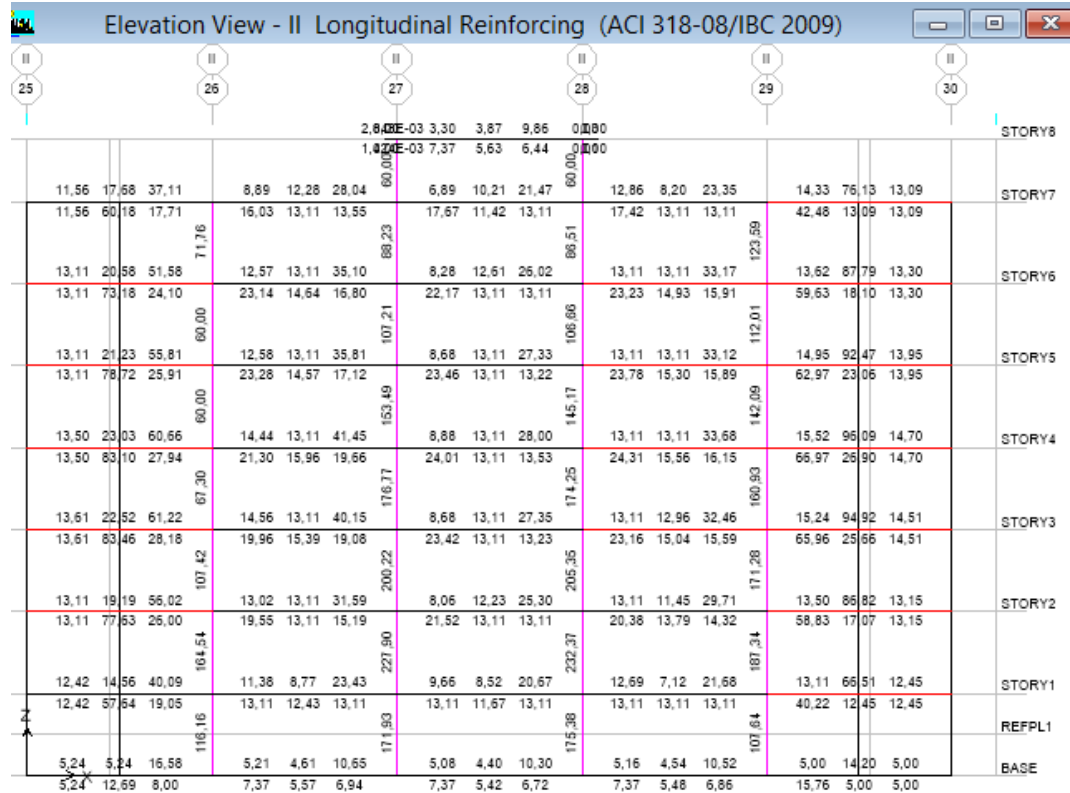 Elevation View - II Longitudinal Reinforcing (ACI 318-08/IBC 2009)
II II II II II II
25 26 27 28 29 30
3,30 3,87 9,86 STORY8
7,37 5,63 6,44
60,00 60,00
11,56 17,68 37,11 8,89 12,28 28,04 6,89 10,21 21,47 12,86 8,20 23,35 14,33 76,13 13,09 STORY7
11,56 60,18 17,71 16,03 13,11 13,55 17,67 11,42 13,11 17,42 13,11 13,11 42,48 13,09 13,09
71,76 88,23 86,51 123,59
13,11 20,58 51,58 12,57 13,11 35,10 8,28 12,61 26,02 13,11 13,11 33,17 13,62 87,79 13,30 STORY6
13,11 73,18 24,10 23,14 14,64 16,80 22,17 13,11 13,11 23,23 14,93 15,91 59,63 18,10 13,30
60,00 107,21 106,66 112,01
13,11 21,23 55,81 12,58 13,11 35,81 8,68 13,11 27,33 13,11 13,11 33,12 14,95 92,47 13,95 STORY5
13,11 78,72 25,91 23,28 14,57 17,12 23,46 13,11 13,22 23,78 15,30 15,89 62,97 23,06 13,95
60,00 153,49 145,17 142,09
13,50 23,03 60,66 14,44 13,11 41,45 8,88 13,11 28,00 13,11 13,11 33,68 15,52 96,09 14,70 STORY4
13,50 83,10 27,94 21,30 15,96 19,66 24,01 13,11 13,53 24,31 15,56 16,15 66,97 26,90 14,70
67,30 176,77 174,25 160,93
13,61 22,52 61,22 14,56 13,11 40,15 8,68 13,11 27,35 13,11 12,96 32,46 15,24 94,92 14,51 STORY3
13,61 83,46 28,18 19,96 15,39 19,08 23,42 13,11 13,23 23,16 15,04 15,59 65,96 25,66 14,51
107,42 200,22 205,35 171,28
13,11 19,19 56,02 13,02 13,11 31,59 8,06 12,23 25,30 13,11 11,45 29,71 13,50 86,82 13,15 STORY2
13,11 77,63 26,00 19,55 13,11 15,19 21,52 13,11 13,11 20,38 13,79 14,32 58,83 17,07 13,15
164,54 227,90 232,37 187,34
12,42 14,56 40,09 11,38 8,77 23,43 9,66 8,52 20,67 12,69 7,12 21,68 13,11 66,51 12,45 STORY1
12,42 57,64 19,05 13,11 12,43 13,11 13,11 11,67 13,11 13,11 13,11 13,11 40,22 12,45 12,45
Z 116,16 171,93 175,38 107,64 REFPL1
5,24 5,24 16,58 5,21 4,61 10,65 5,08 4,40 10,30 5,16 4,54 10,52 5,00 14,20 5,00 BASE
X
5,24 12,69 8,00 7,37 5,57 6,94 7,37 5,42 6,72 7,37 5,48 6,86 15,76 5,00 5,00